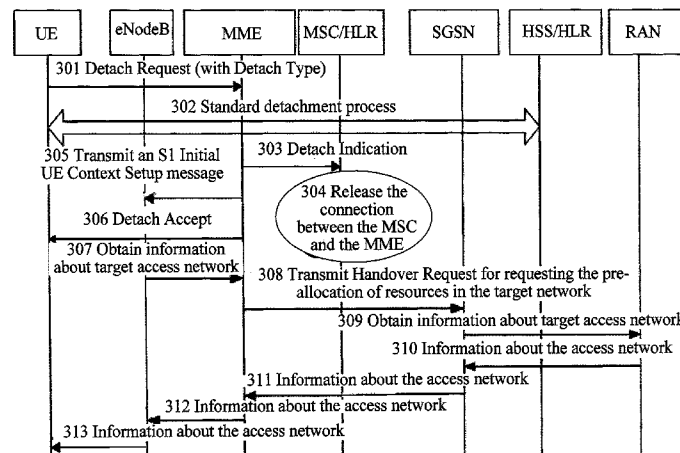 UE
eNodeB
MME
MSC/HLR
SGSN
HSS/HLR
RAN
301 Detach Request (with Detach Type)
302 Standard detachment process
303 Detach Indication
304 Release the
connection
between the MSC
and the MME
305 Transmit an S1 Initial
UE Context Setup message
306 Detach Accept
307 Obtain information
about target access network
308 Transmit Handover Request for requesting the pre-
allocation of resources in the target network
309 Obtain information about target access network
310 Information about the access network
311 Information about the access network
312 Information about the access network
313 Information about the access network